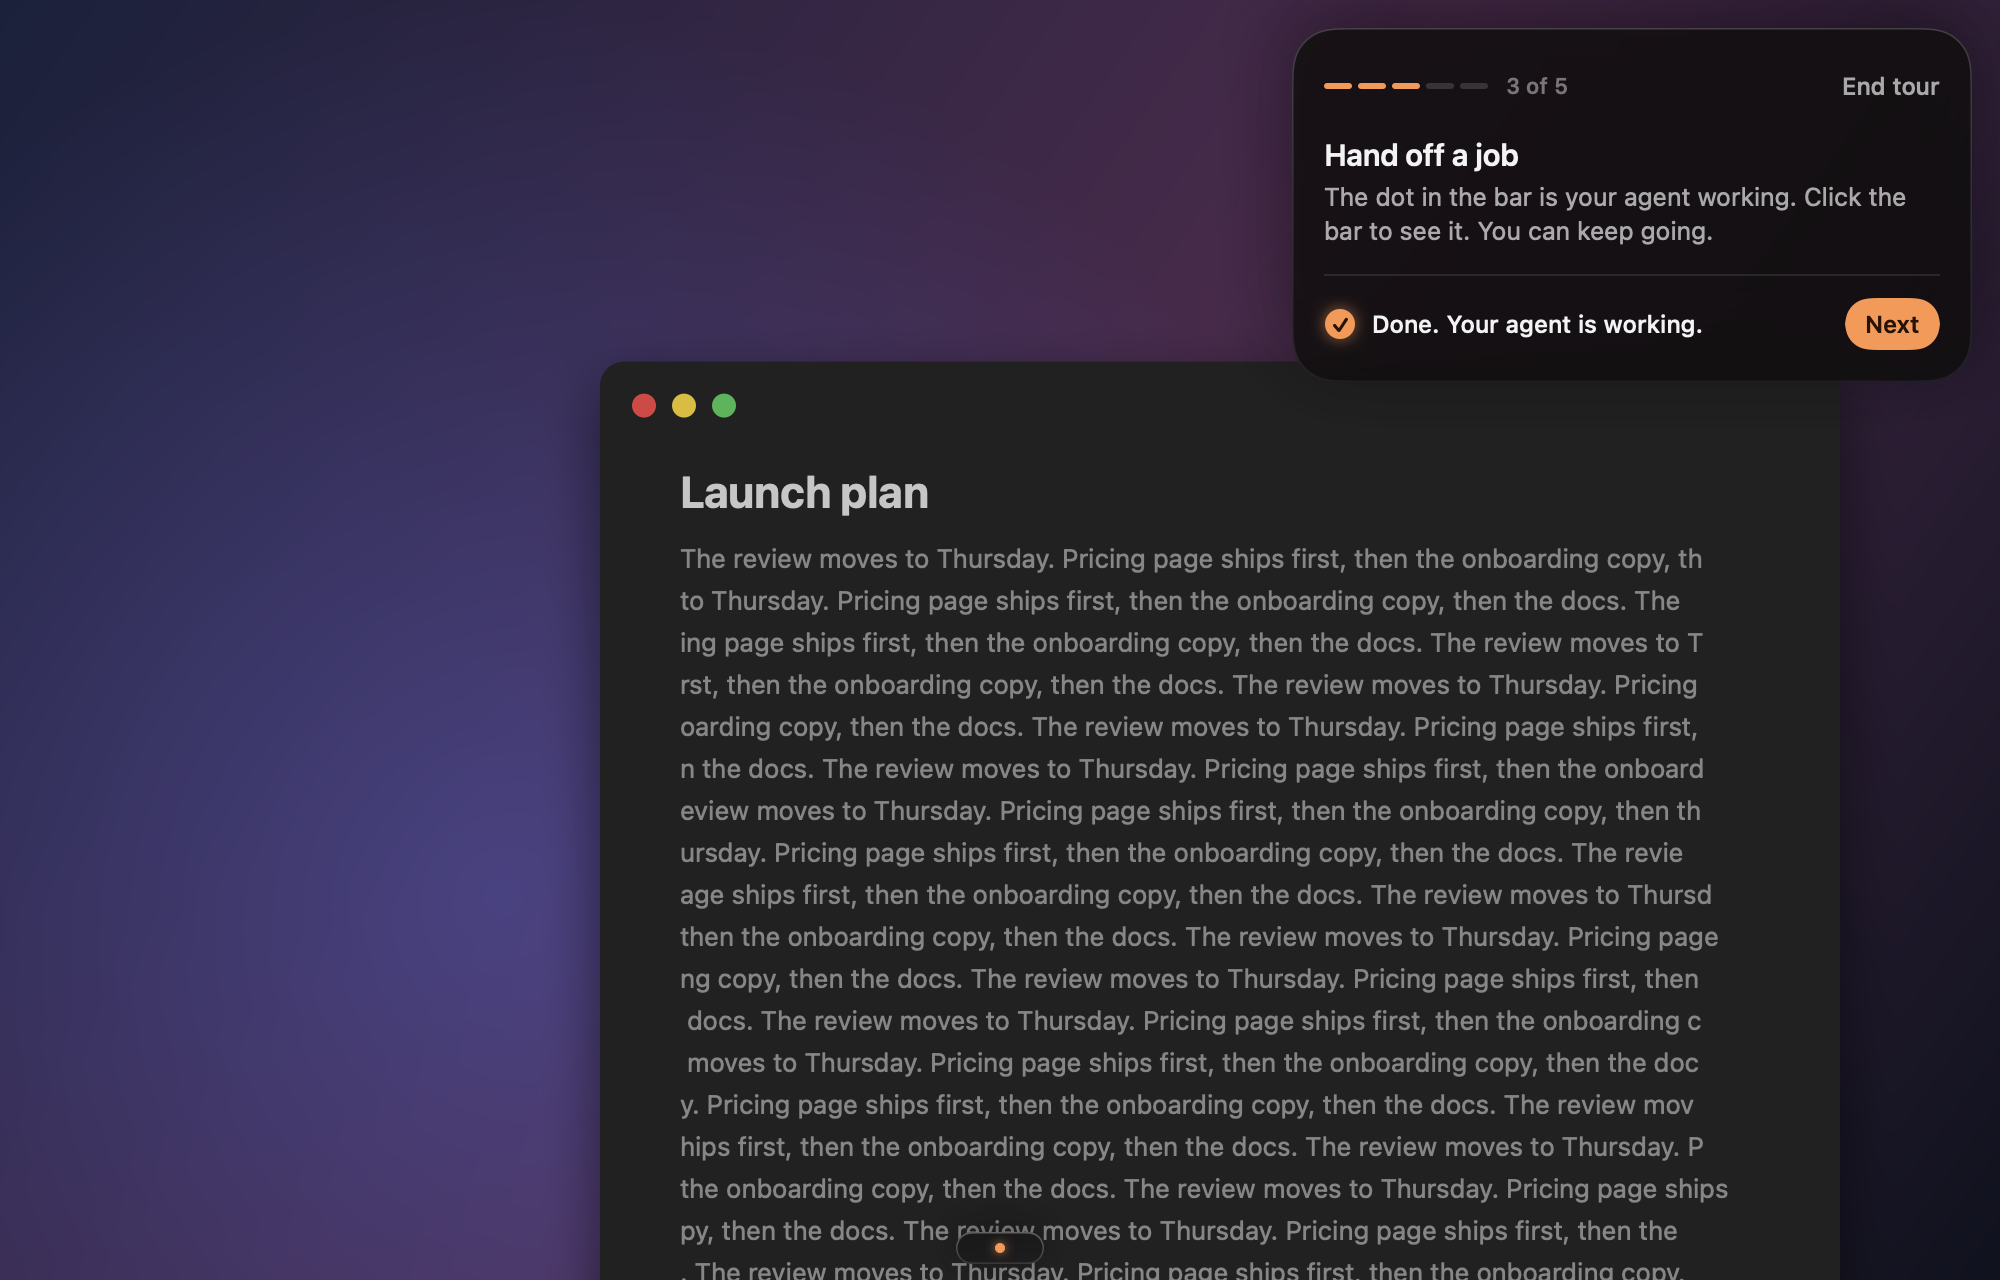 3 of 5
End tour
Hand off a job
The dot in the bar is your agent working. Click the
bar to see it. You can keep going.
Done. Your agent is working.
Next
Launch plan
The review moves to Thursday. Pricing page ships first, then the onboarding copy, th
to Thursday. Pricing page ships first, then the onboarding copy, then the docs. The
ing page ships first, then the onboarding copy, then the docs. The review moves to T
rst, then the onboarding copy, then the docs. The review moves to Thursday. Pricing
oarding copy, then the docs. The review moves to Thursday. Pricing page ships first,
n the docs. The review moves to Thursday. Pricing page ships first, then the onboard
eview moves to Thursday. Pricing page ships first, then the onboarding copy, then th
ursday. Pricing page ships first, then the onboarding copy, then the docs. The revie
age ships first, then the onboarding copy, then the docs. The review moves to Thursd
then the onboarding copy, then the docs. The review moves to Thursday. Pricing page
ng copy, then the docs. The review moves to Thursday. Pricing page ships first, then
docs. The review moves to Thursday. Pricing page ships first, then the onboarding c
moves to Thursday. Pricing page ships first, then the onboarding copy, then the doc
y. Pricing page ships first, then the onboarding copy, then the docs. The review mov
hips first, then the onboarding copy, then the docs. The review moves to Thursday. P
the onboarding copy, then the docs. The review moves to Thursday. Pricing page ships
py, then the docs. The review moves to Thursday. Pricing page ships first, then the
. The review moves to Thursday. Pricing page ships first, then the onboarding copy,